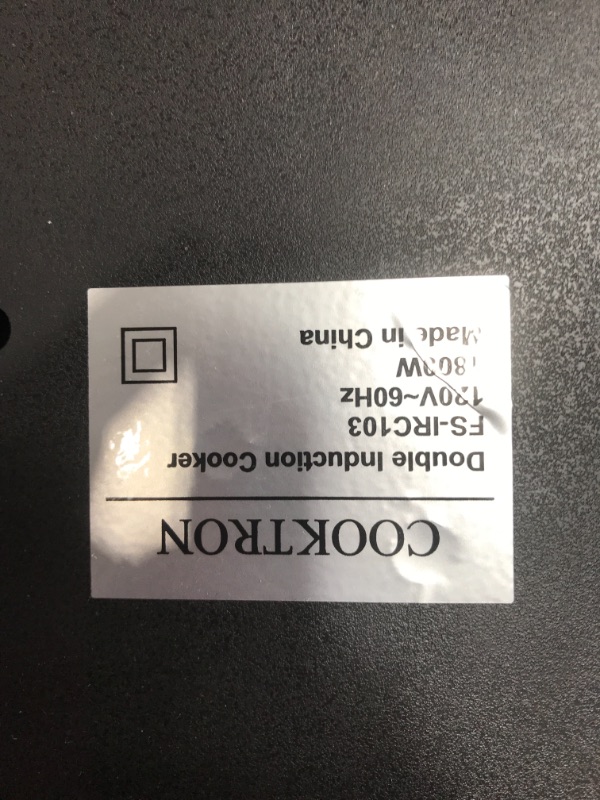 COOKTRON
Double Induction Cooker
FS-IRC103
120V~60Hz
1800W
Made in China